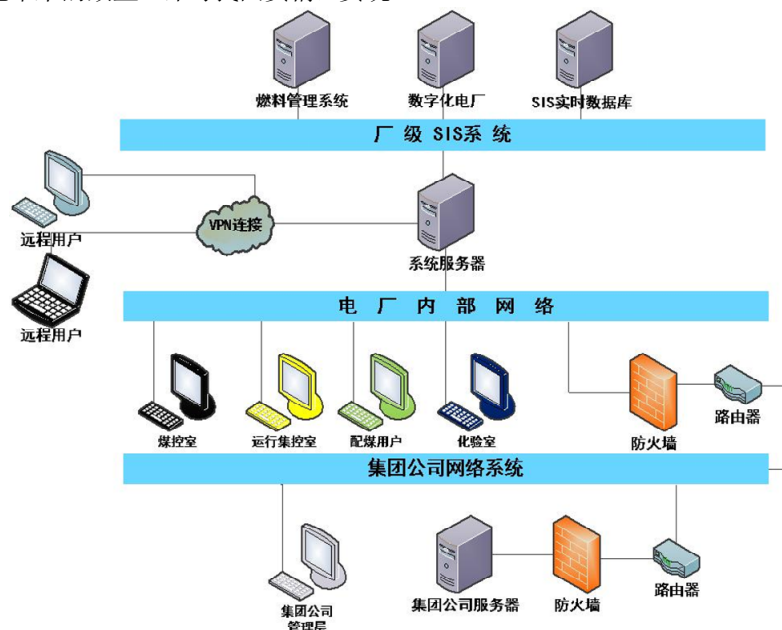 燃料管理系统
数字化电厂
SIS实时数据库
厂 级 SIS系 统
VPN连接
远程用户
系统服务器
电 厂 内 部 网 络
远程用户
煤控室
运行集控室
配煤用户
化验室
防火墙
路由器
集团公司网络系统
集团公司
管理层
集团公司服务器
防火墙
路由器